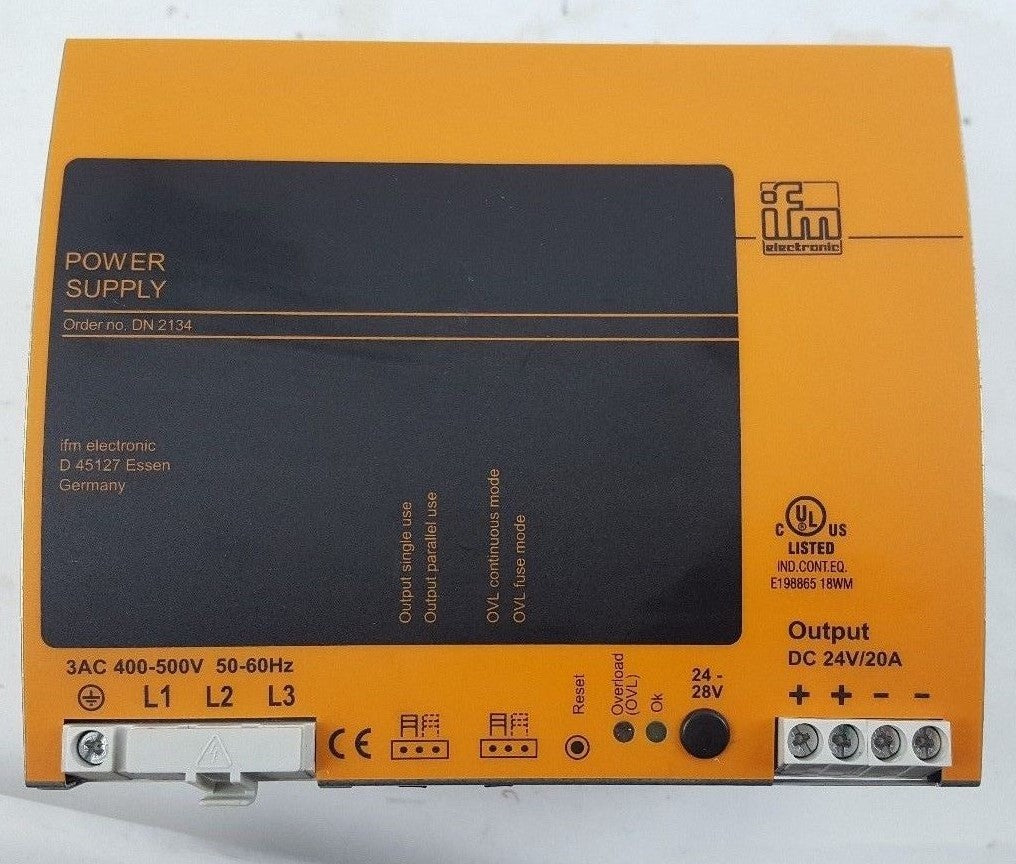 ifm
electronic
POWER
SUPPLY
Order no. DN 2134
ifm electronic
D 45127 Essen
Germany
Output single use
Output parallel use
OVL continuous mode
OVL fuse mode
C UL US
LISTED
IND.CONT.EQ.
E198865 18WM
Output
DC 24V/20A
+ + - -
3AC 400-500V 50-60Hz
L1 L2 L3
CE
Reset
Overload
(OVL)
Ok
24 -
28V